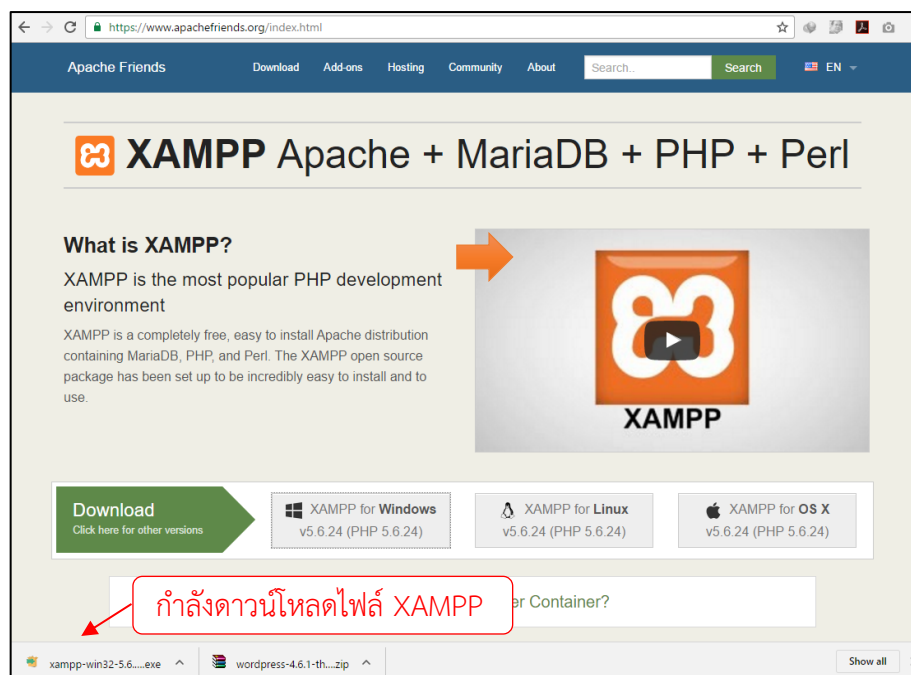 https://www.apachefriends.org/index.html
Apache Friends Download Add-ons Hosting Community About Search.. Search EN
XAMPP Apache + MariaDB + PHP + Perl
What is XAMPP?
XAMPP is the most popular PHP development
environment
XAMPP is a completely free, easy to install Apache distribution
containing MariaDB, PHP, and Perl. The XAMPP open source
package has been set up to be incredibly easy to install and to
use.
XAMPP
Download
Click here for other versions
XAMPP for Windows
v5.6.24 (PHP 5.6.24)
XAMPP for Linux
v5.6.24 (PHP 5.6.24)
XAMPP for OS X
v5.6.24 (PHP 5.6.24)
กำลังดาวน์โหลดไฟล์ XAMPP
er Container?
xampp-win32-5.6.....exe wordpress-4.6.1-th....zip Show all